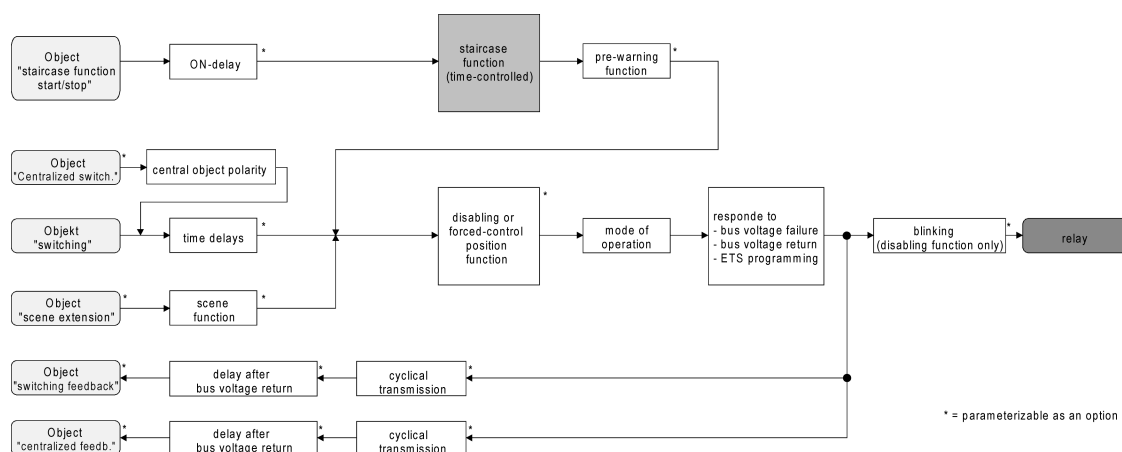 Object
"staircase function
start/stop"
*
ON-delay
staircase
function
(time-controlled)
*
pre-warning
function
Object
"Centralized switch."
*
central object polarity
Objekt
"switching"
*
time delays
*
disabling or
forced-control
position
function
mode of
operation
responde to
- bus voltage failure
- bus voltage return
- ETS programming
*
blinking
(disabling function only)
relay
Object
"scene extension"
*
scene
function
*
Object
"switching feedback"
*
delay after
bus voltage return
*
cyclical
transmission
*
Object
"centralized feedb."
*
delay after
bus voltage return
*
cyclical
transmission
*
* = parameterizable as an option